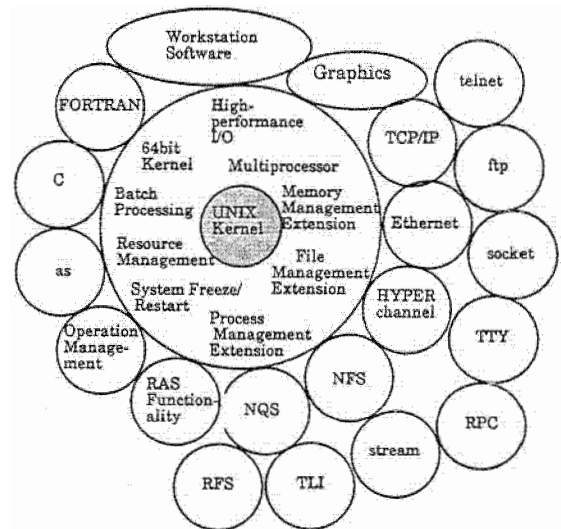 Workstation
Software
Graphics
telnet
FORTRAN
High-
performance
I/O
TCP/IP
64bit
Kernel
Multiprocessor
ftp
C
Batch
Processing
UNIX
Kernel
Memory
Management
Extension
Ethernet
socket
as
Resource
Management
File
Management
Extension
System Freeze/
Restart
HYPER
channel
Operation
Manage-
ment
Process
Management
Extension
TTY
RAS
Function-
ality
NQS
NFS
RPC
stream
RFS
TLI